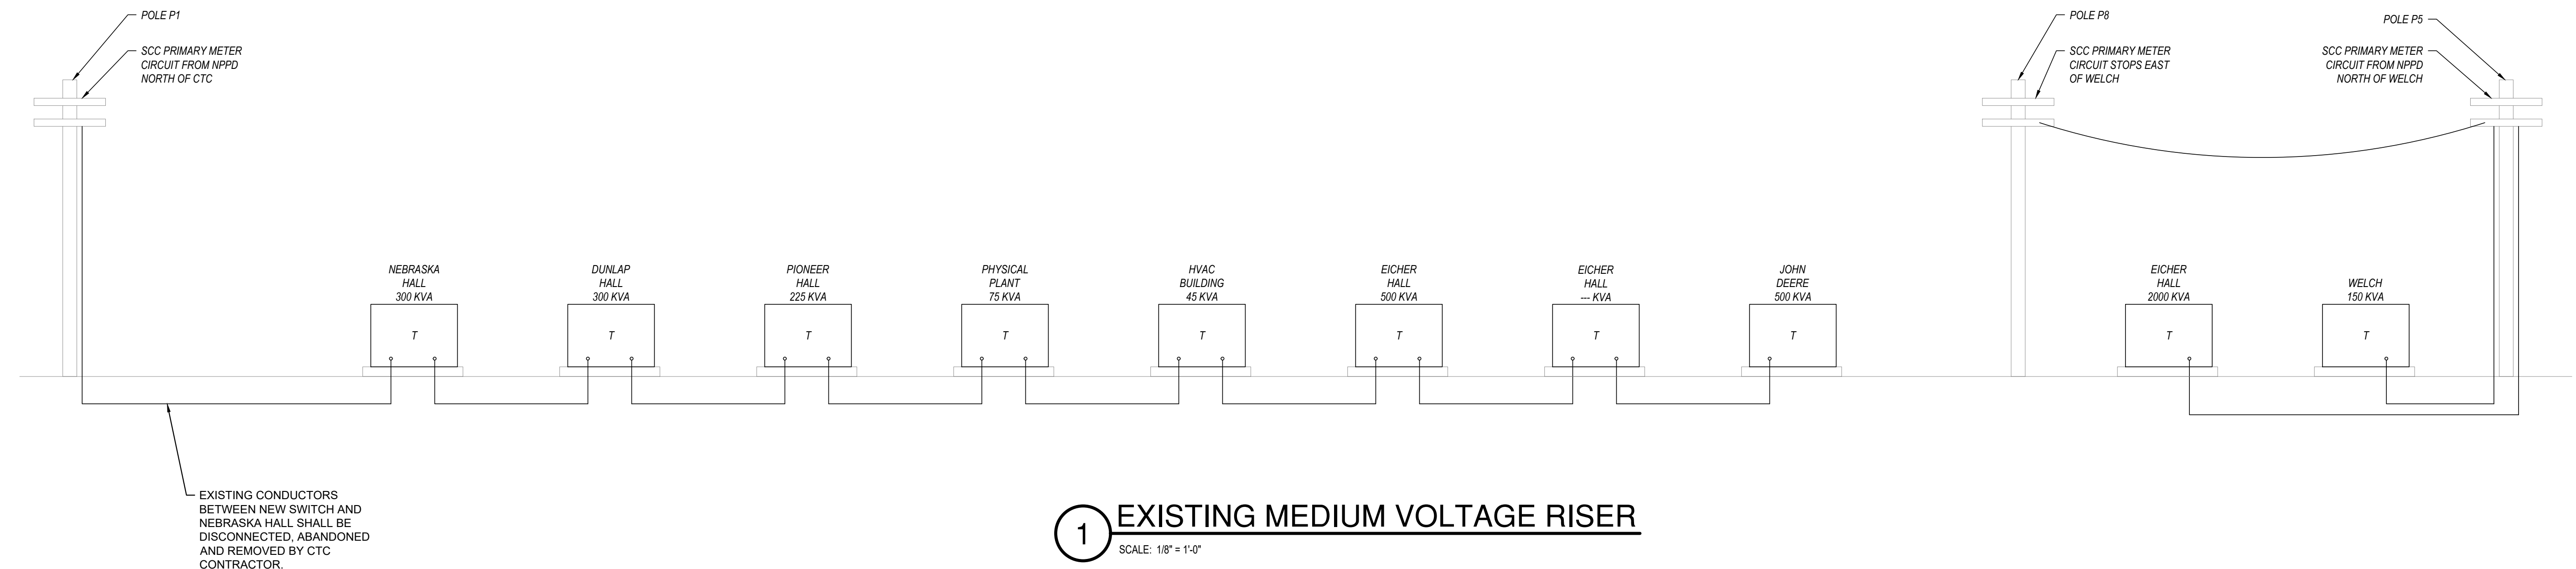 POLE P1
SCC PRIMARY METER
CIRCUIT FROM NPPD
NORTH OF CTC
POLE P8
SCC PRIMARY METER
CIRCUIT STOPS EAST
OF WELCH
POLE P5
SCC PRIMARY METER
CIRCUIT FROM NPPD
NORTH OF WELCH
NEBRASKA
HALL
300 KVA
T
DUNLAP
HALL
300 KVA
T
PIONEER
HALL
225 KVA
T
PHYSICAL
PLANT
75 KVA
T
HVAC
BUILDING
45 KVA
T
EICHER
HALL
500 KVA
T
EICHER
HALL
--- KVA
T
JOHN
DEERE
500 KVA
T
EICHER
HALL
2000 KVA
T
WELCH
150 KVA
T
EXISTING CONDUCTORS
BETWEEN NEW SWITCH AND
NEBRASKA HALL SHALL BE
DISCONNECTED, ABANDONED
AND REMOVED BY CTC
CONTRACTOR.
1
EXISTING MEDIUM VOLTAGE RISER
SCALE: 1/8" = 1'-0"